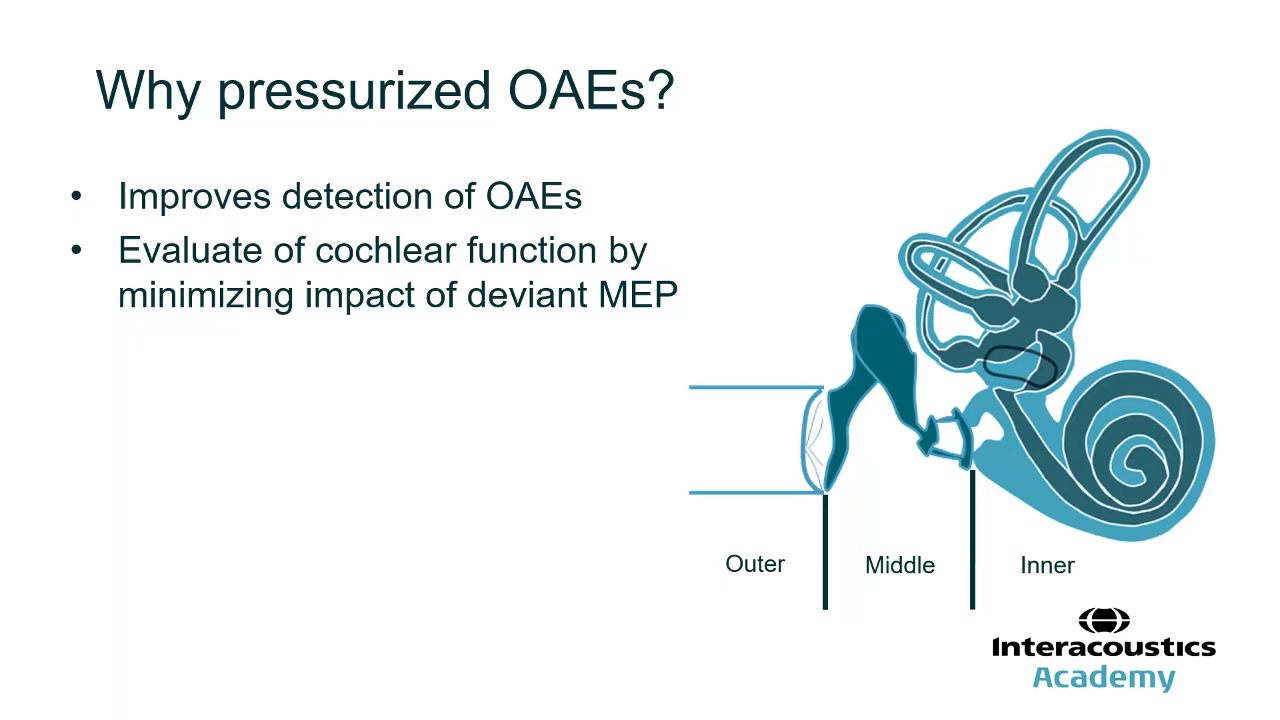 Why pressurized OAEs?
• Improves detection of OAEs
• Evaluate of cochlear function by
minimizing impact of deviant MEP
Outer
Middle
Inner
Interacoustics
Academy